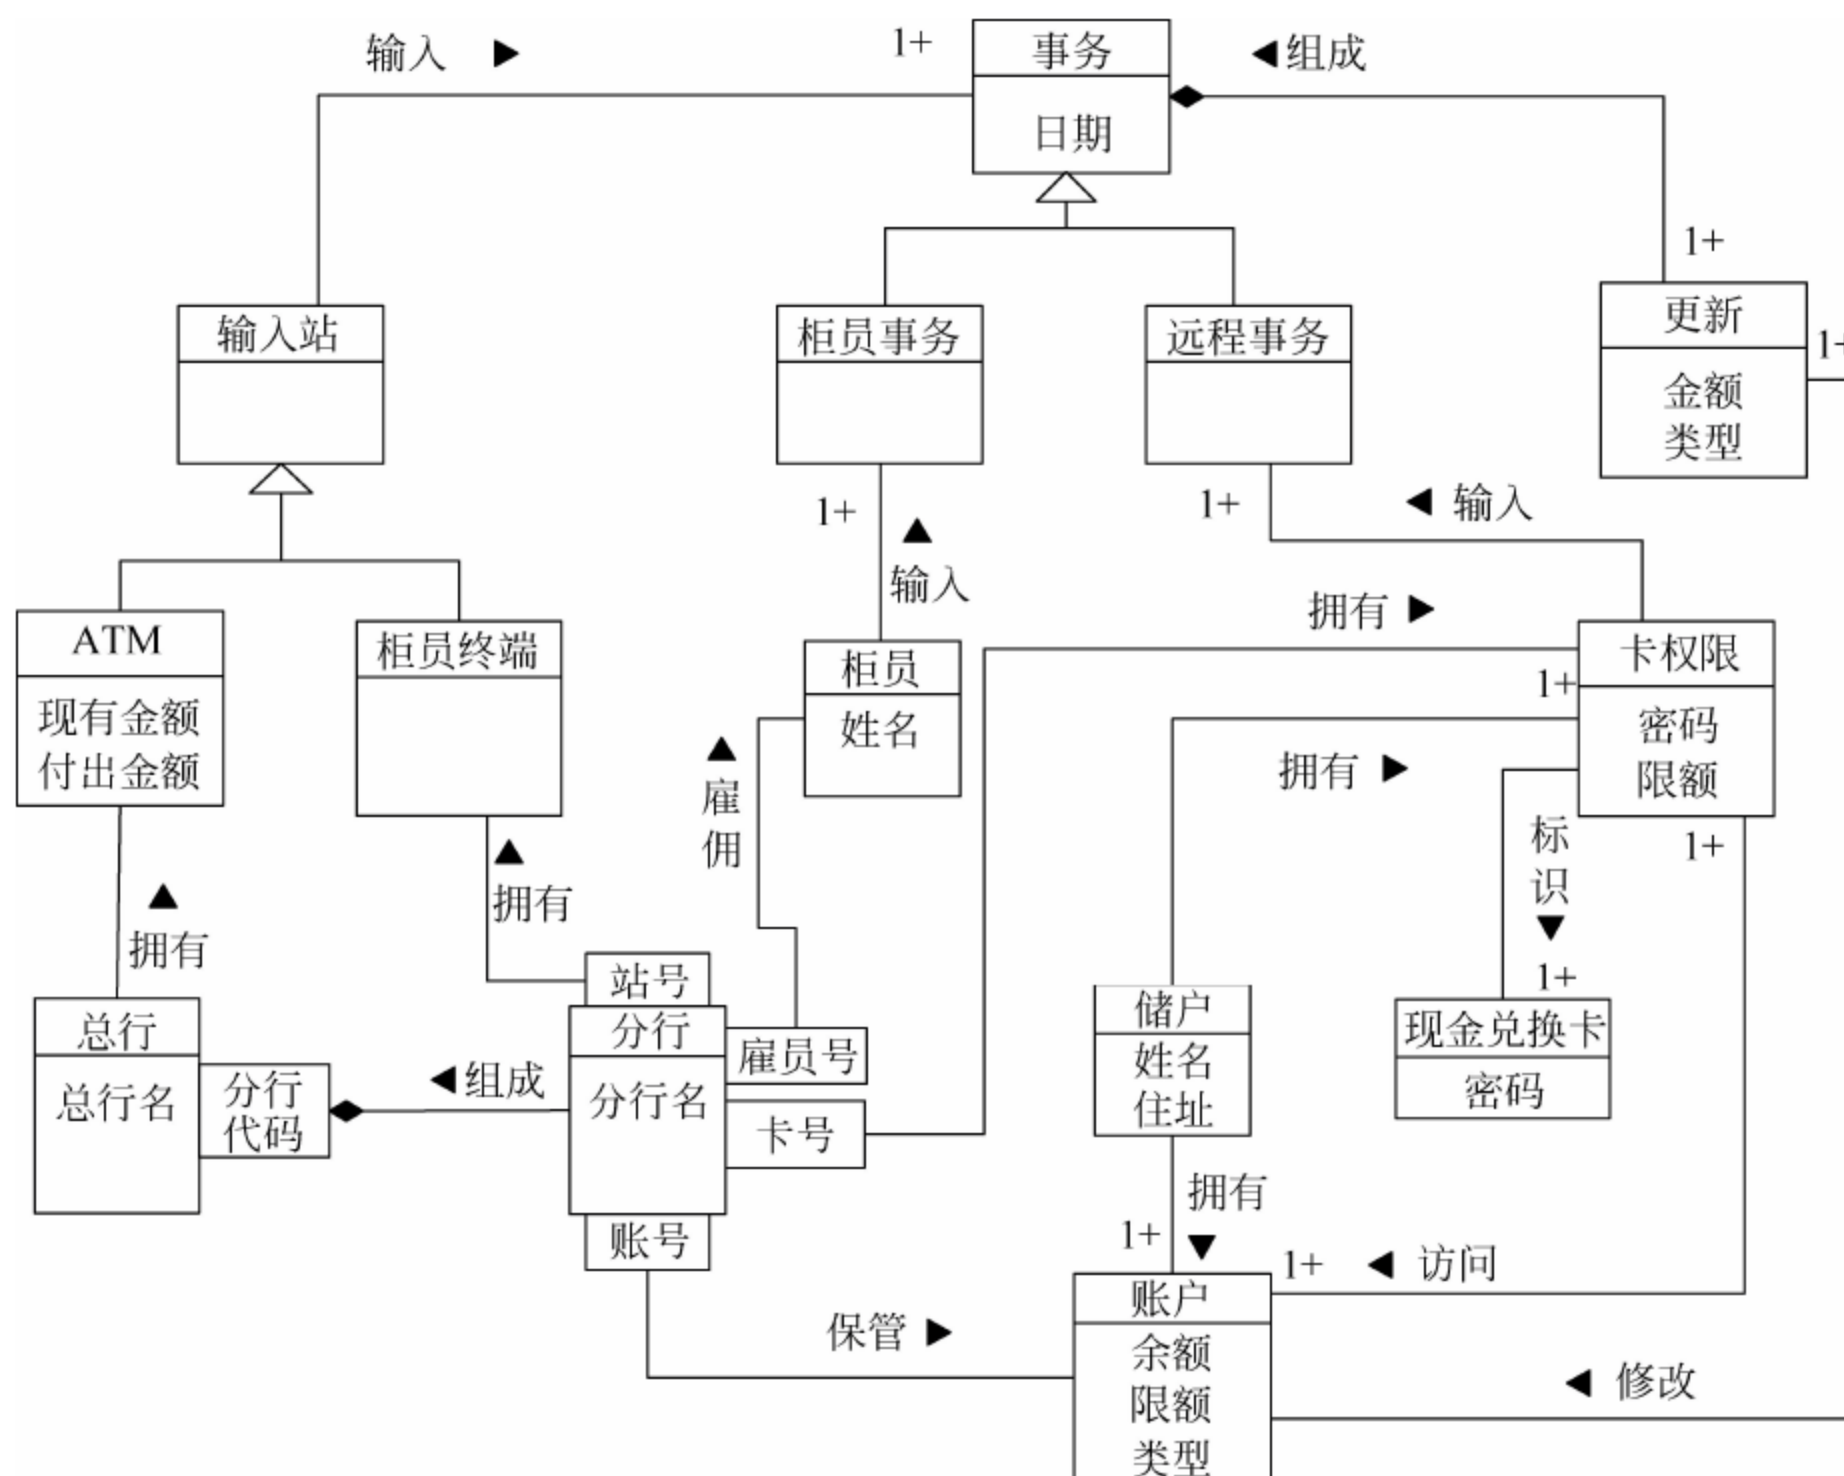 输入 ▶
1+
事务
◀组成
日期
1+
输入站
柜员事务
远程事务
更新
1+
金额
类型
1+
▲
输入
1+
◀ 输入
ATM
现有金额
付出金额
柜员终端
柜员
姓名
拥有 ▶
卡权限
1+
密码
限额
拥有 ▶
▲
雇
佣
▲
拥有
▲
拥有
标
识
▼
1+
1+
站号
分行
分行名
雇员号
卡号
账号
总行
总行名
分行
代码
◀组成
储户
姓名
住址
现金兑换卡
密码
拥有
1+ ▼
1+ ◀ 访问
账户
余额
限额
类型
保管 ▶
◀ 修改